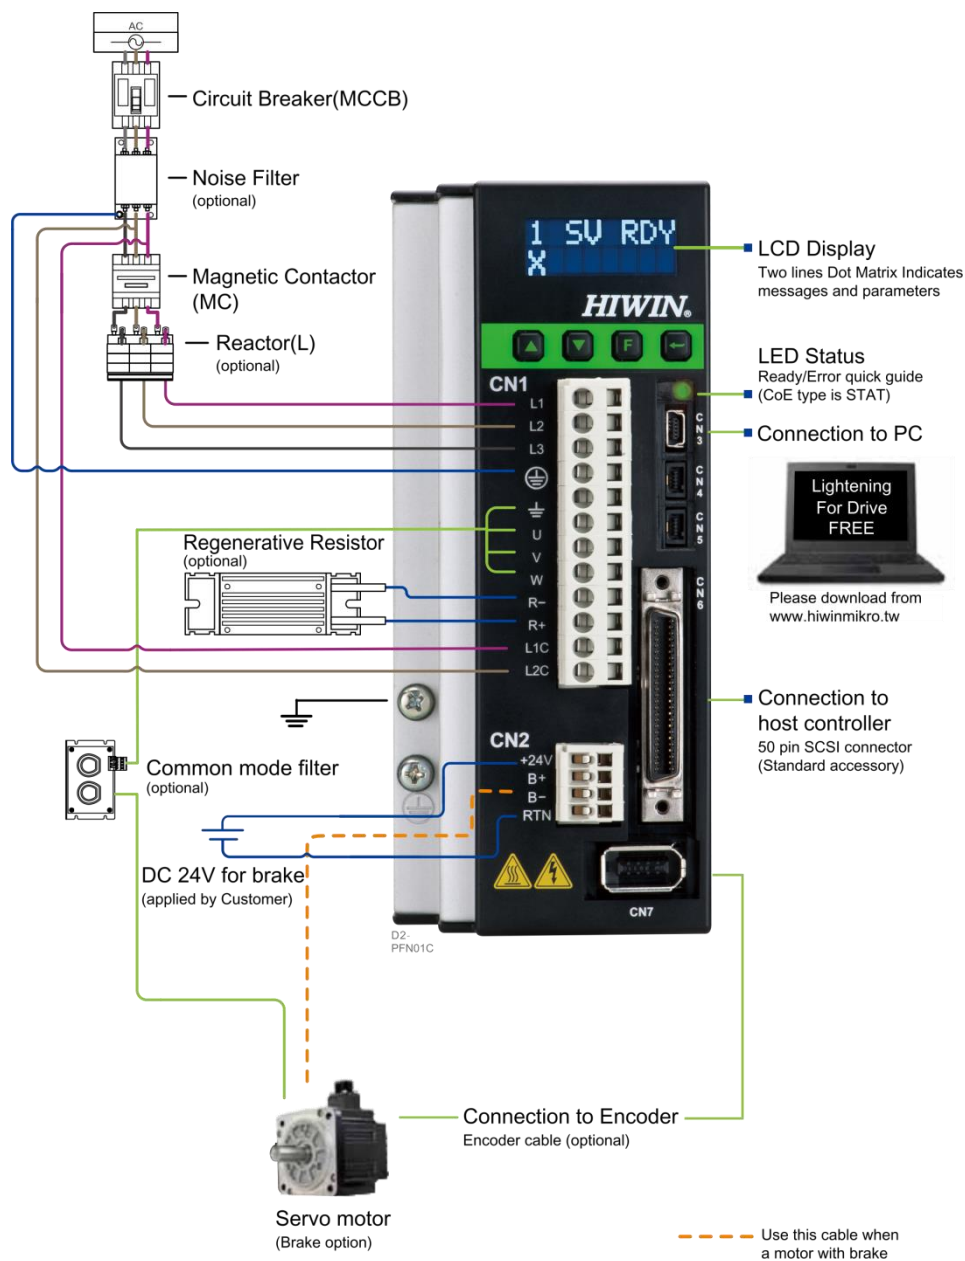 AC
Circuit Breaker(MCCB)
Noise Filter
(optional)
Magnetic Contactor
(MC)
Reactor(L)
(optional)
1 SV RDY
X
LCD Display
Two lines Dot Matrix Indicates
messages and parameters
HIWIN®
F
LED Status
Ready/Error quick guide
(CoE type is STAT)
CN1
L1
L2
L3
U
V
W
R−
R+
L1C
L2C
CN3
CN4
CN5
CN6
Connection to PC
Lightening
For Drive
FREE
Please download from
www.hiwinmikro.tw
Regenerative Resistor
(optional)
Connection to
host controller
50 pin SCSI connector
(Standard accessory)
CN2
+24V
B+
B−
RTN
Common mode filter
(optional)
DC 24V for brake
(applied by Customer)
CN7
D2-
PFN01C
Connection to Encoder
Encoder cable (optional)
Servo motor
(Brake option)
Use this cable when
a motor with brake